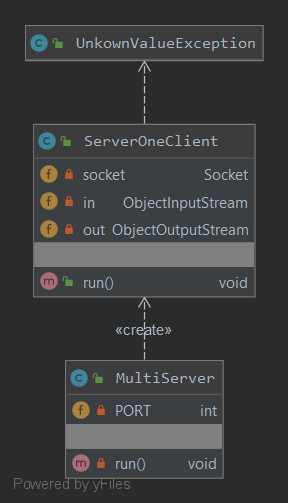 UnkownValueException
ServerOneClient
socket Socket
in ObjectInputStream
out ObjectOutputStream
run() void
«create»
MultiServer
PORT int
run() void
Powered by yFiles